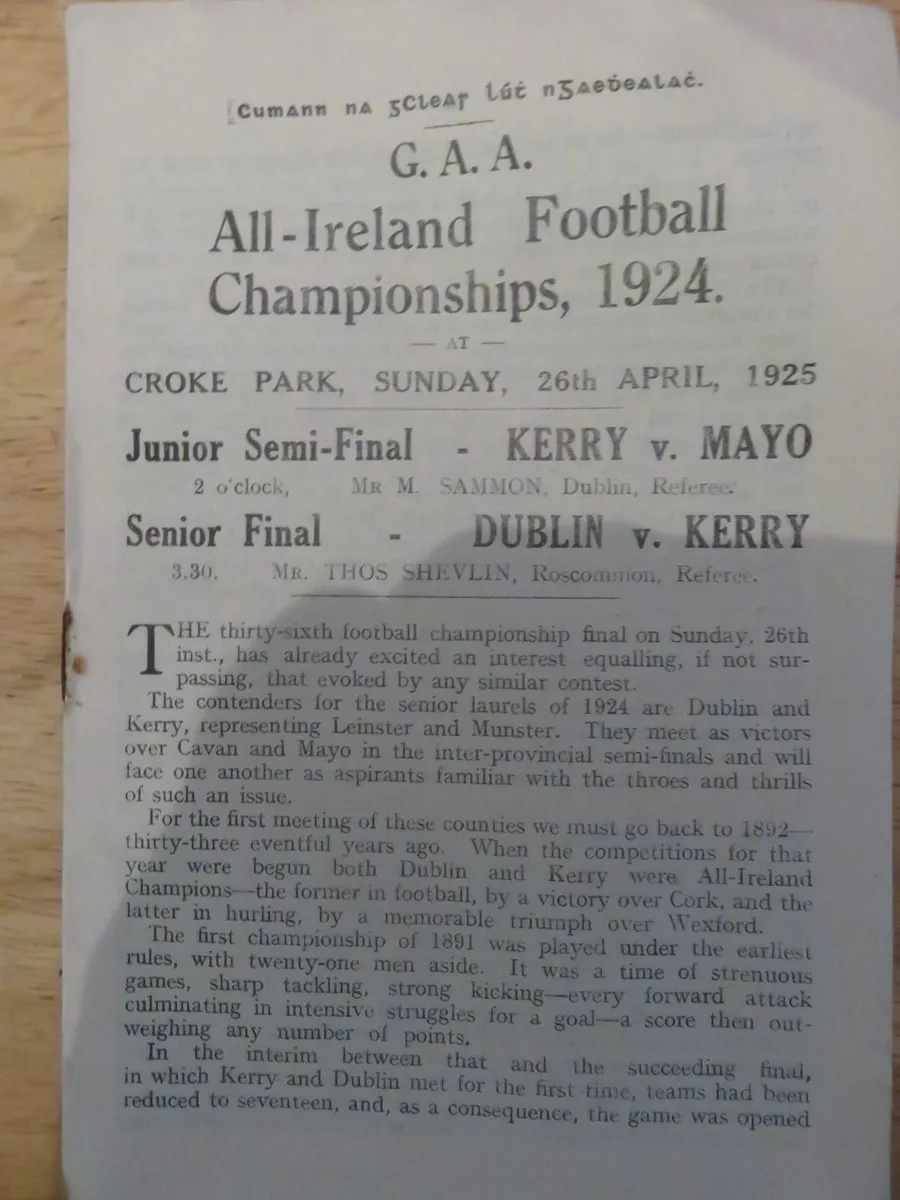 Cumann na gCleas Lúṫ nGaeḋealaċ.
G. A. A.
All-Ireland Football
Championships, 1924.
— AT —
CROKE PARK, SUNDAY, 26th APRIL, 1925
Junior Semi-Final - KERRY v. MAYO
2 o'clock, MR M. SAMMON, Dublin, Referee.
Senior Final - DUBLIN v. KERRY
3.30. MR. THOS SHEVLIN, Roscommon, Referee.
THE thirty-sixth football championship final on Sunday, 26th
inst., has already excited an interest equalling, if not sur-
passing, that evoked by any similar contest.
The contenders for the senior laurels of 1924 are Dublin and
Kerry, representing Leinster and Munster. They meet as victors
over Cavan and Mayo in the inter-provincial semi-finals and will
face one another as aspirants familiar with the throes and thrills
of such an issue.
For the first meeting of these counties we must go back to 1892—
thirty-three eventful years ago. When the competitions for that
year were begun both Dublin and Kerry were All-Ireland
Champions—the former in football, by a victory over Cork, and the
latter in hurling, by a memorable triumph over Wexford.
The first championship of 1891 was played under the earliest
rules, with twenty-one men aside. It was a time of strenuous
games, sharp tackling, strong kicking—every forward attack
culminating in intensive struggles for a goal—a score then out-
weighing any number of points.
In the interim between that and the succeeding final,
in which Kerry and Dublin met for the first time, teams had been
reduced to seventeen, and, as a consequence, the game was opened